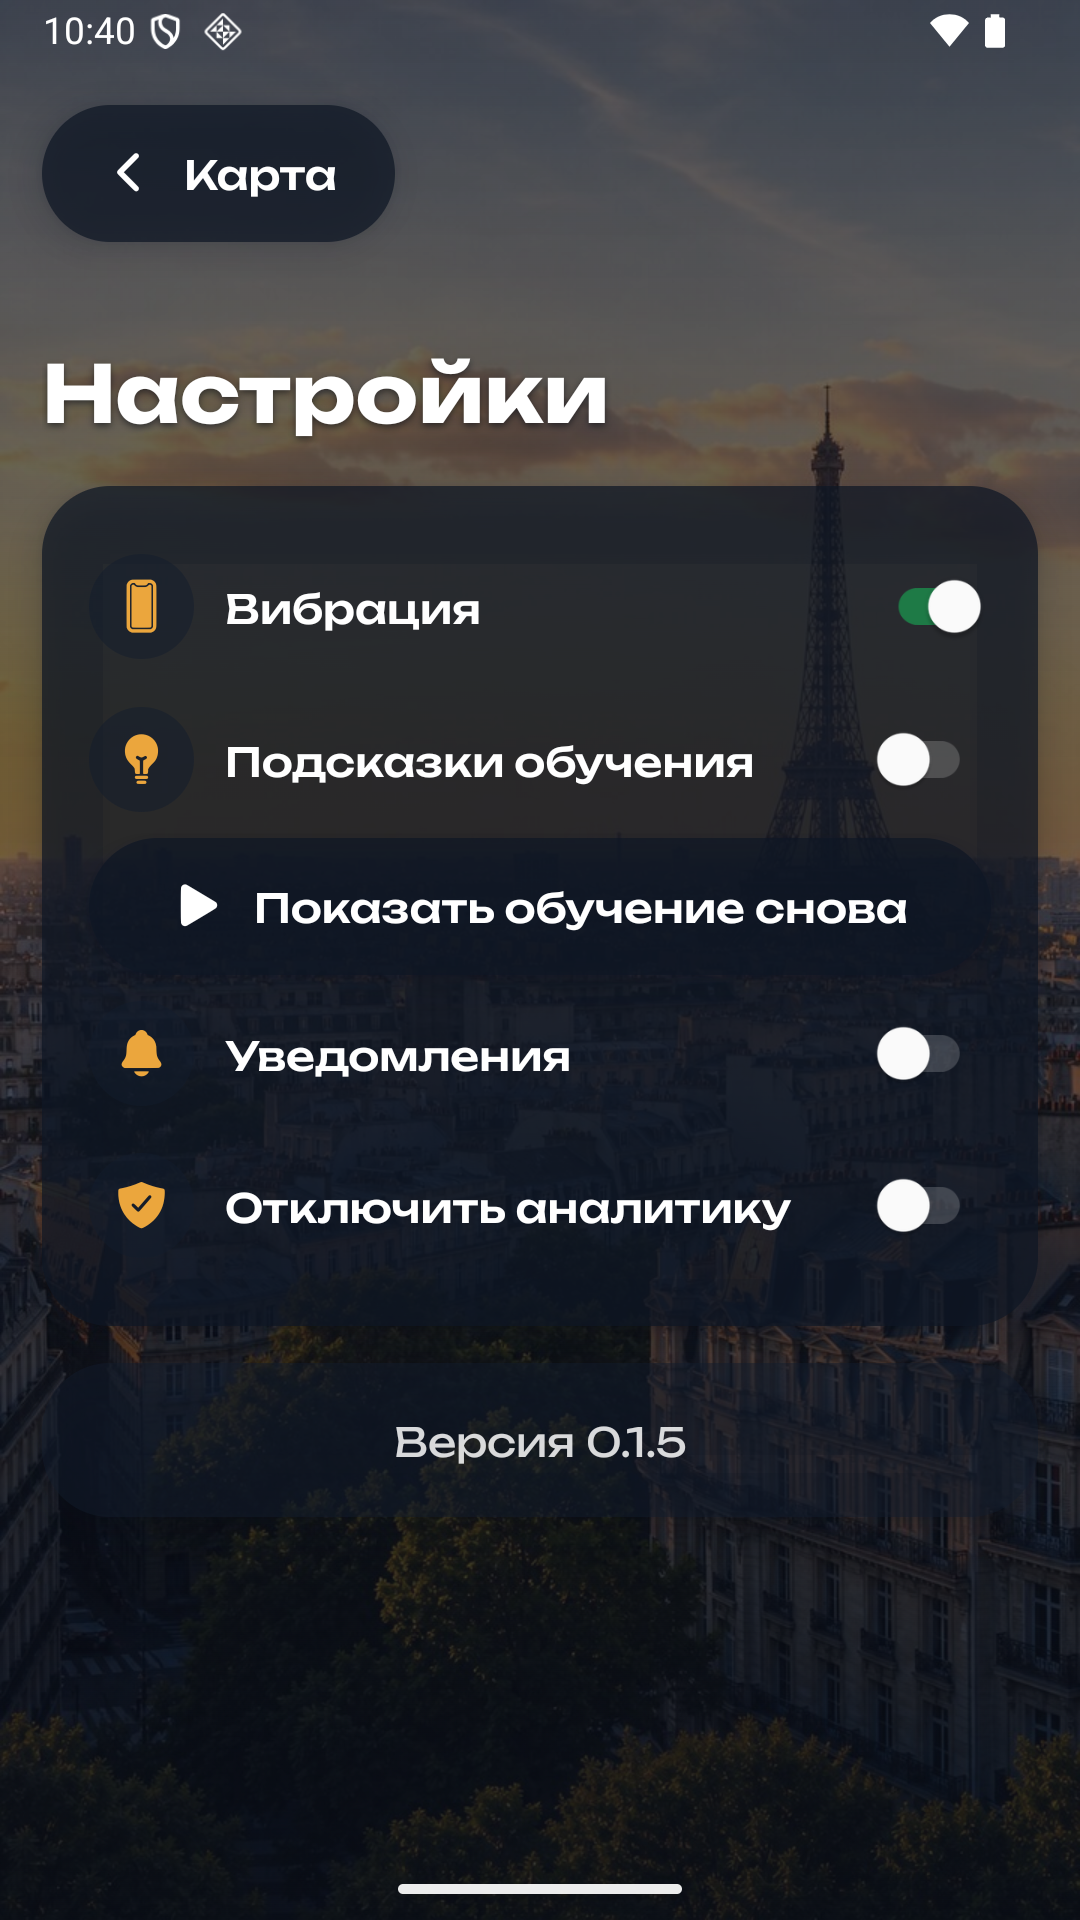 10:40
Карта
Настройки
Вибрация
Подсказки обучения
Показать обучение снова
Уведомления
Отключить аналитику
Версия 0.1.5